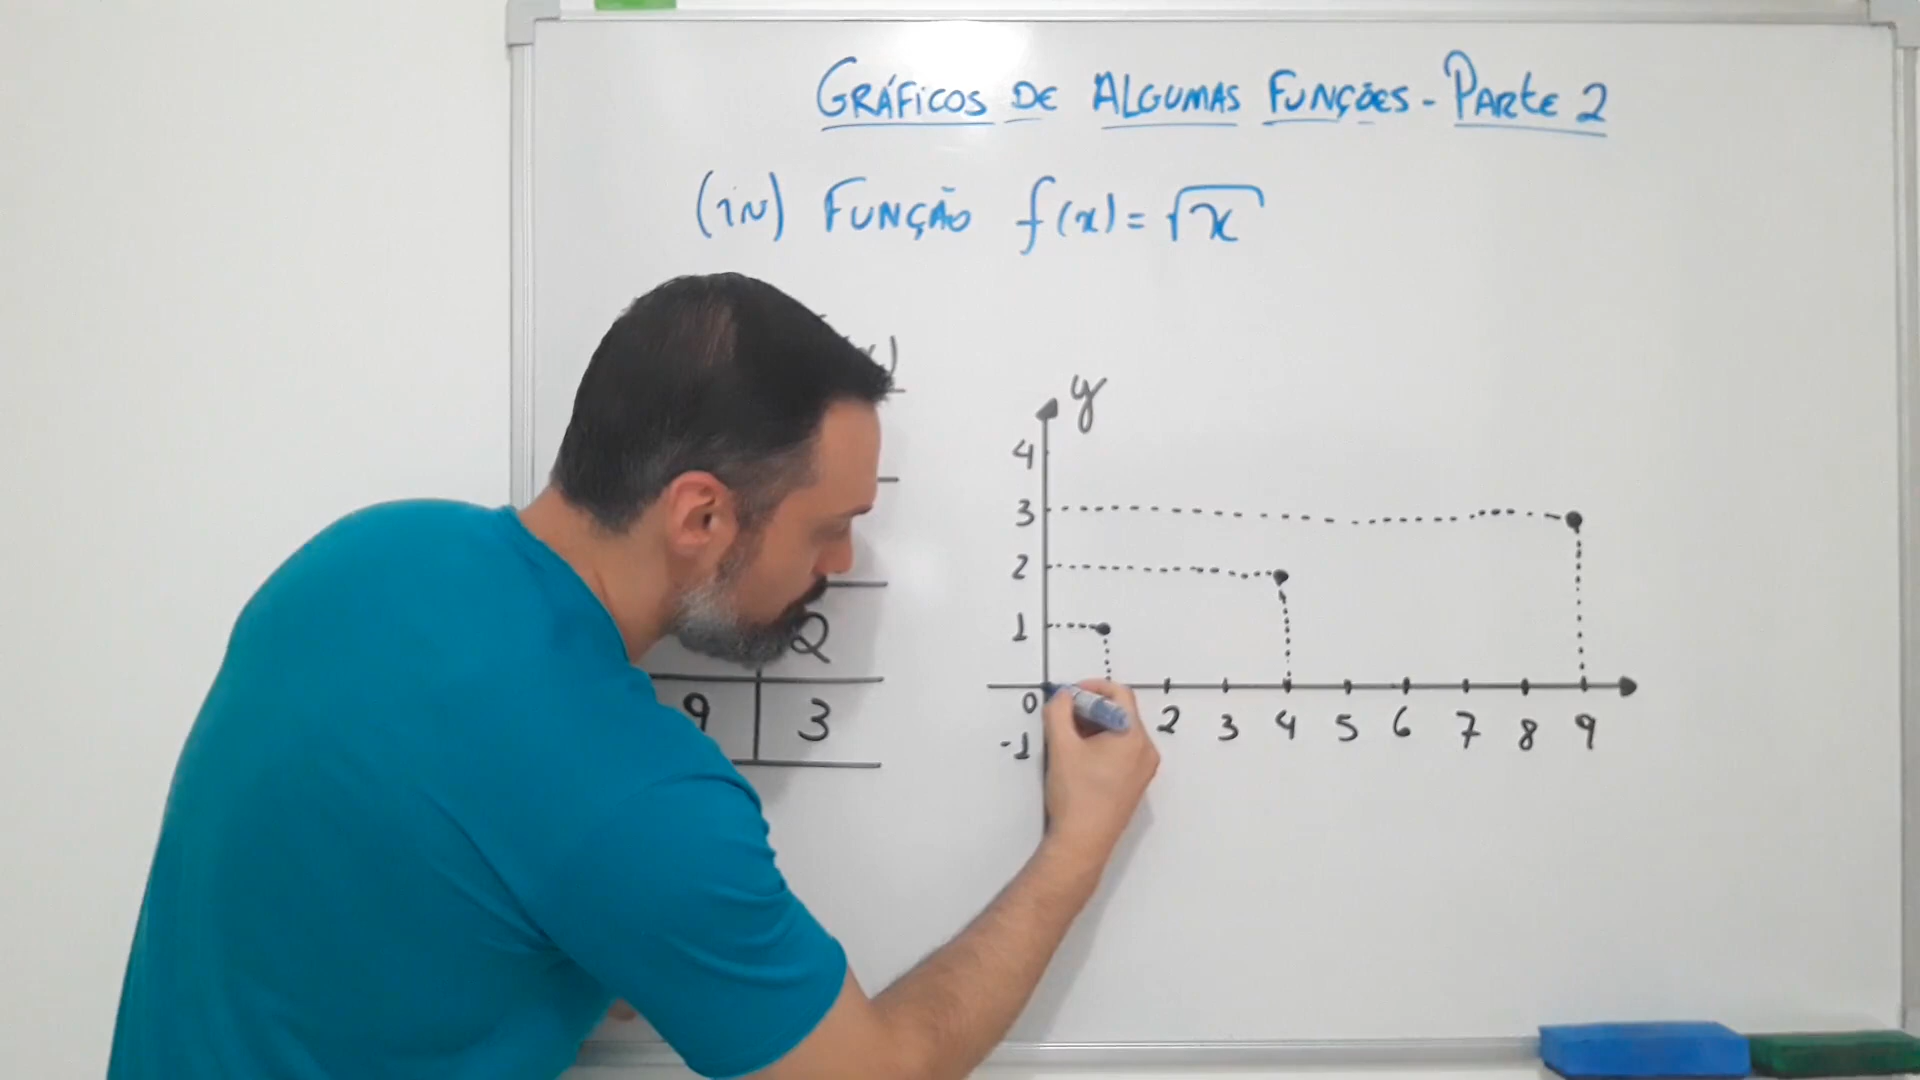 GRÁFICOS DE ALGUMAS FUNÇÕES - PARTE 2
(iv) FUNÇÃO f(x) = √x
y
4
3
2
1
2
9 3
0 2 3 4 5 6 7 8 9
-1